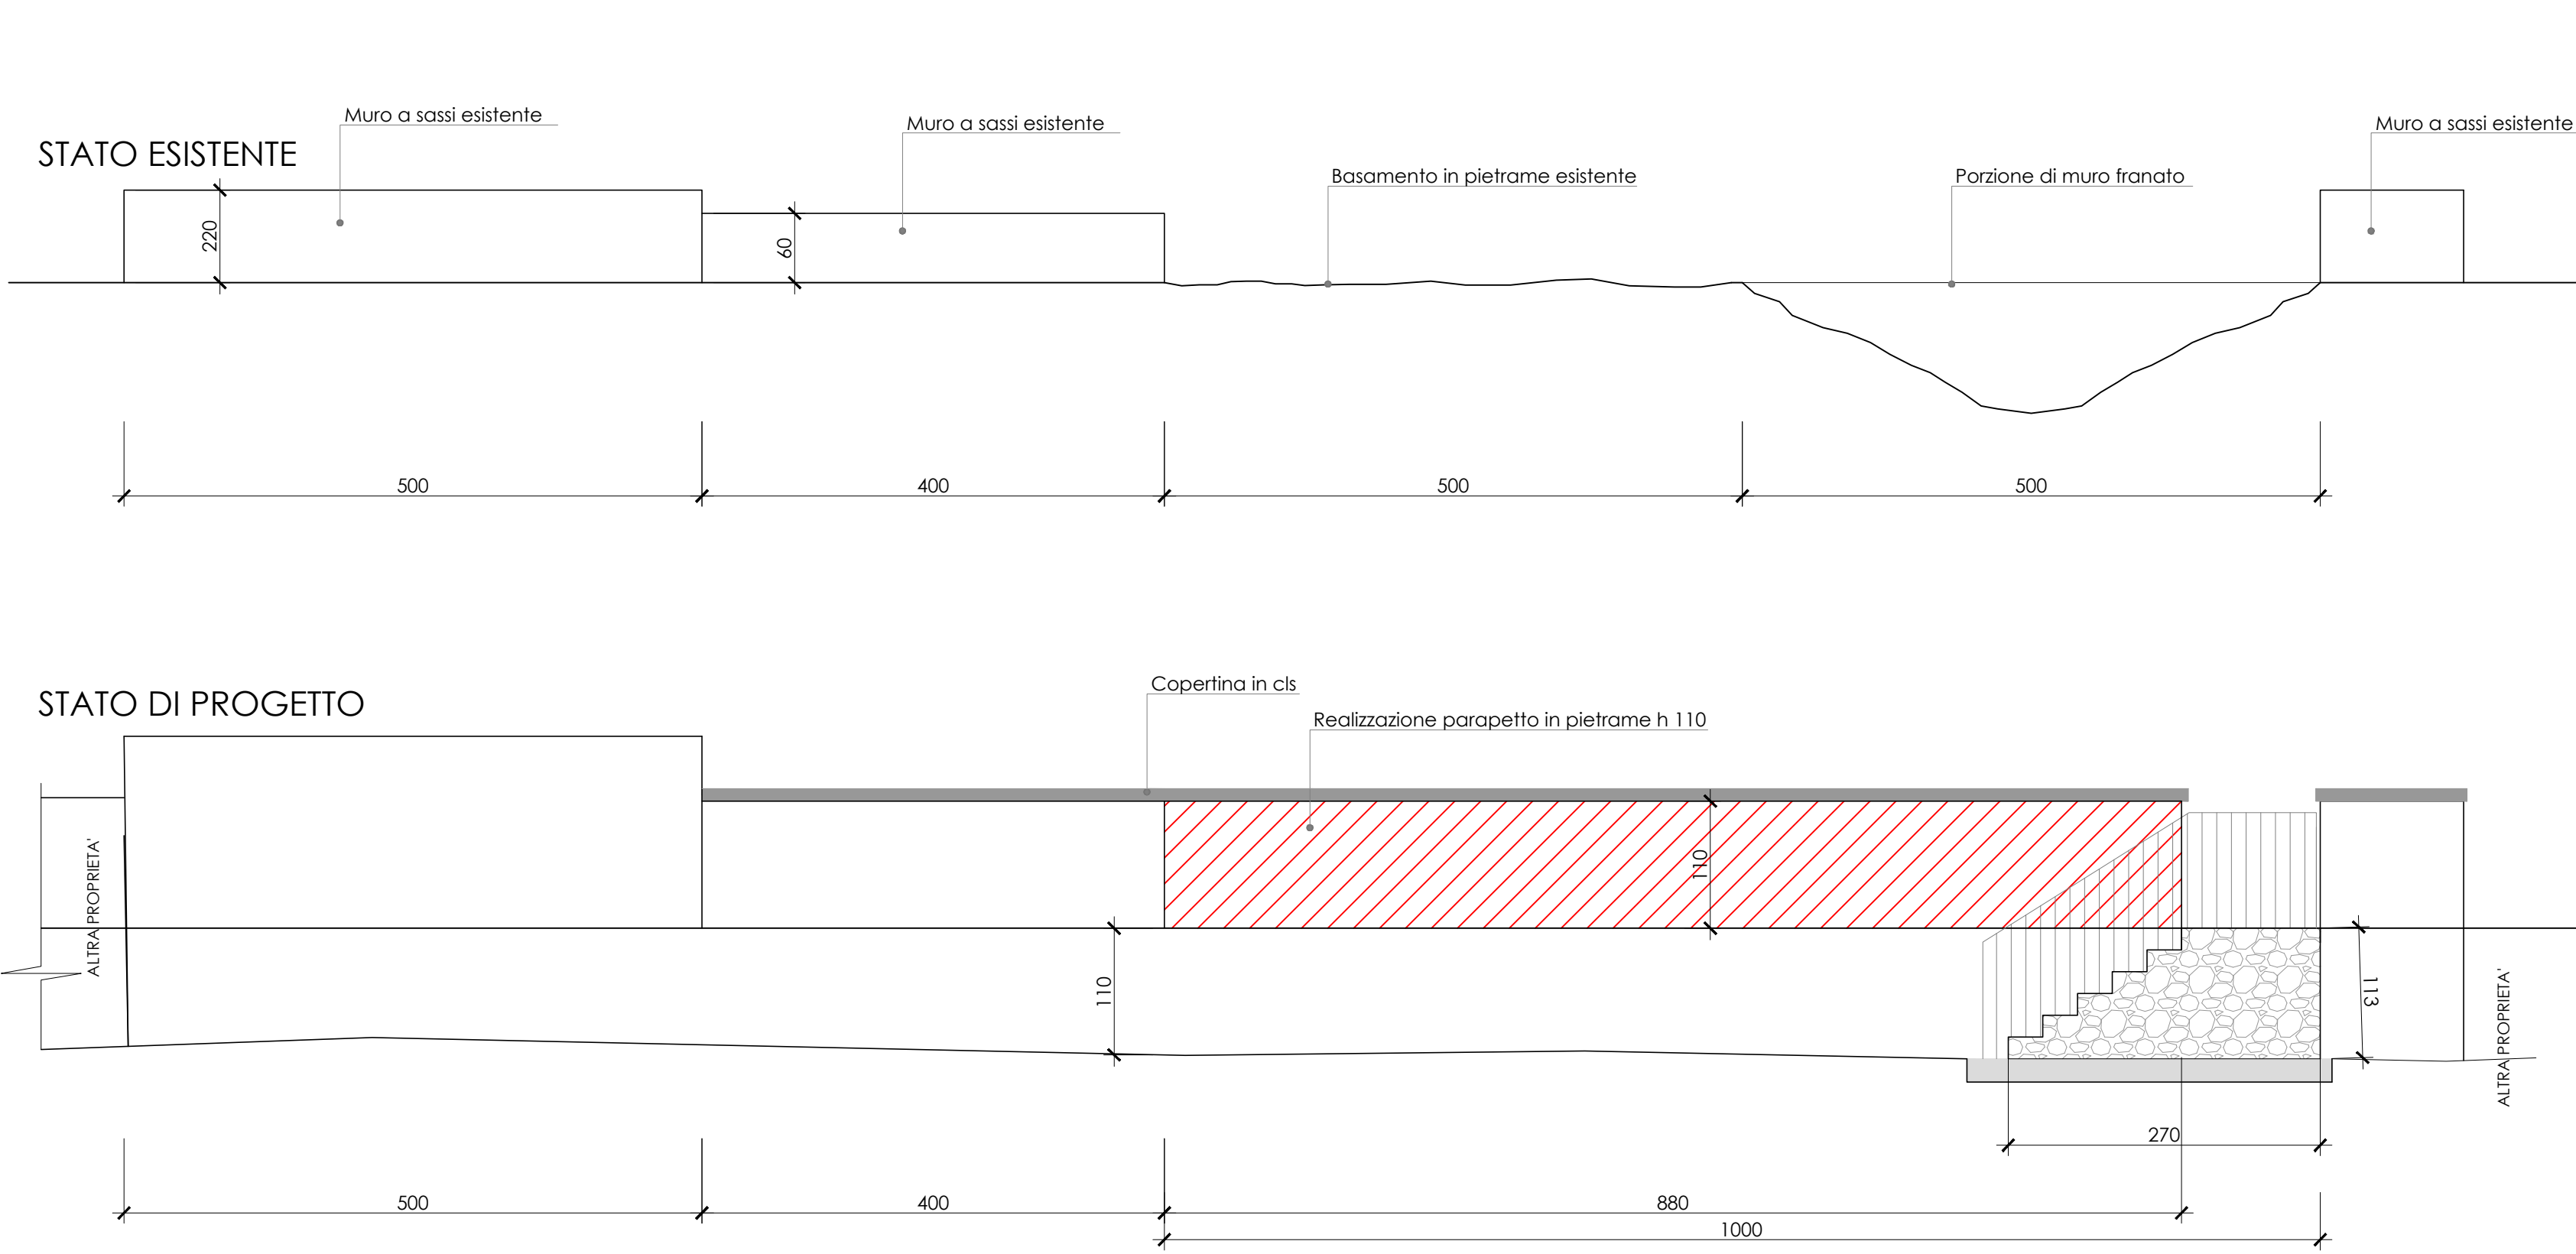 Muro a sassi esistente
Muro a sassi esistente
Muro a sassi esistente
STATO ESISTENTE
Basamento in pietrame esistente
Porzione di muro franato
220
60
500
400
500
500
STATO DI PROGETTO
Copertina in cls
Realizzazione parapetto in pietrame h 110
110
ALTRA PROPRIETA'
110
113
ALTRA PROPRIETA'
270
500
400
880
1000